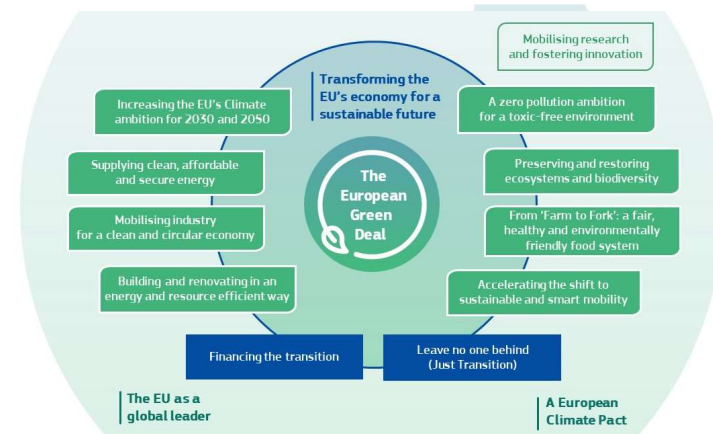 Mobilising research
and fostering innovation
Transforming the
EU's economy for a
sustainable future
Increasing the EU's Climate
ambition for 2030 and 2050
Supplying clean, affordable
and secure energy
Mobilising industry
for a clean and circular economy
Building and renovating in an
energy and resource efficient way
The
European
Green
Deal
A zero pollution ambition
for a toxic-free environment
Preserving and restoring
ecosystems and biodiversity
From 'Farm to Fork': a fair,
healthy and environmentally
friendly food system
Accelerating the shift to
sustainable and smart mobility
Financing the transition
Leave no one behind
(Just Transition)
The EU as a
global leader
A European
Climate Pact